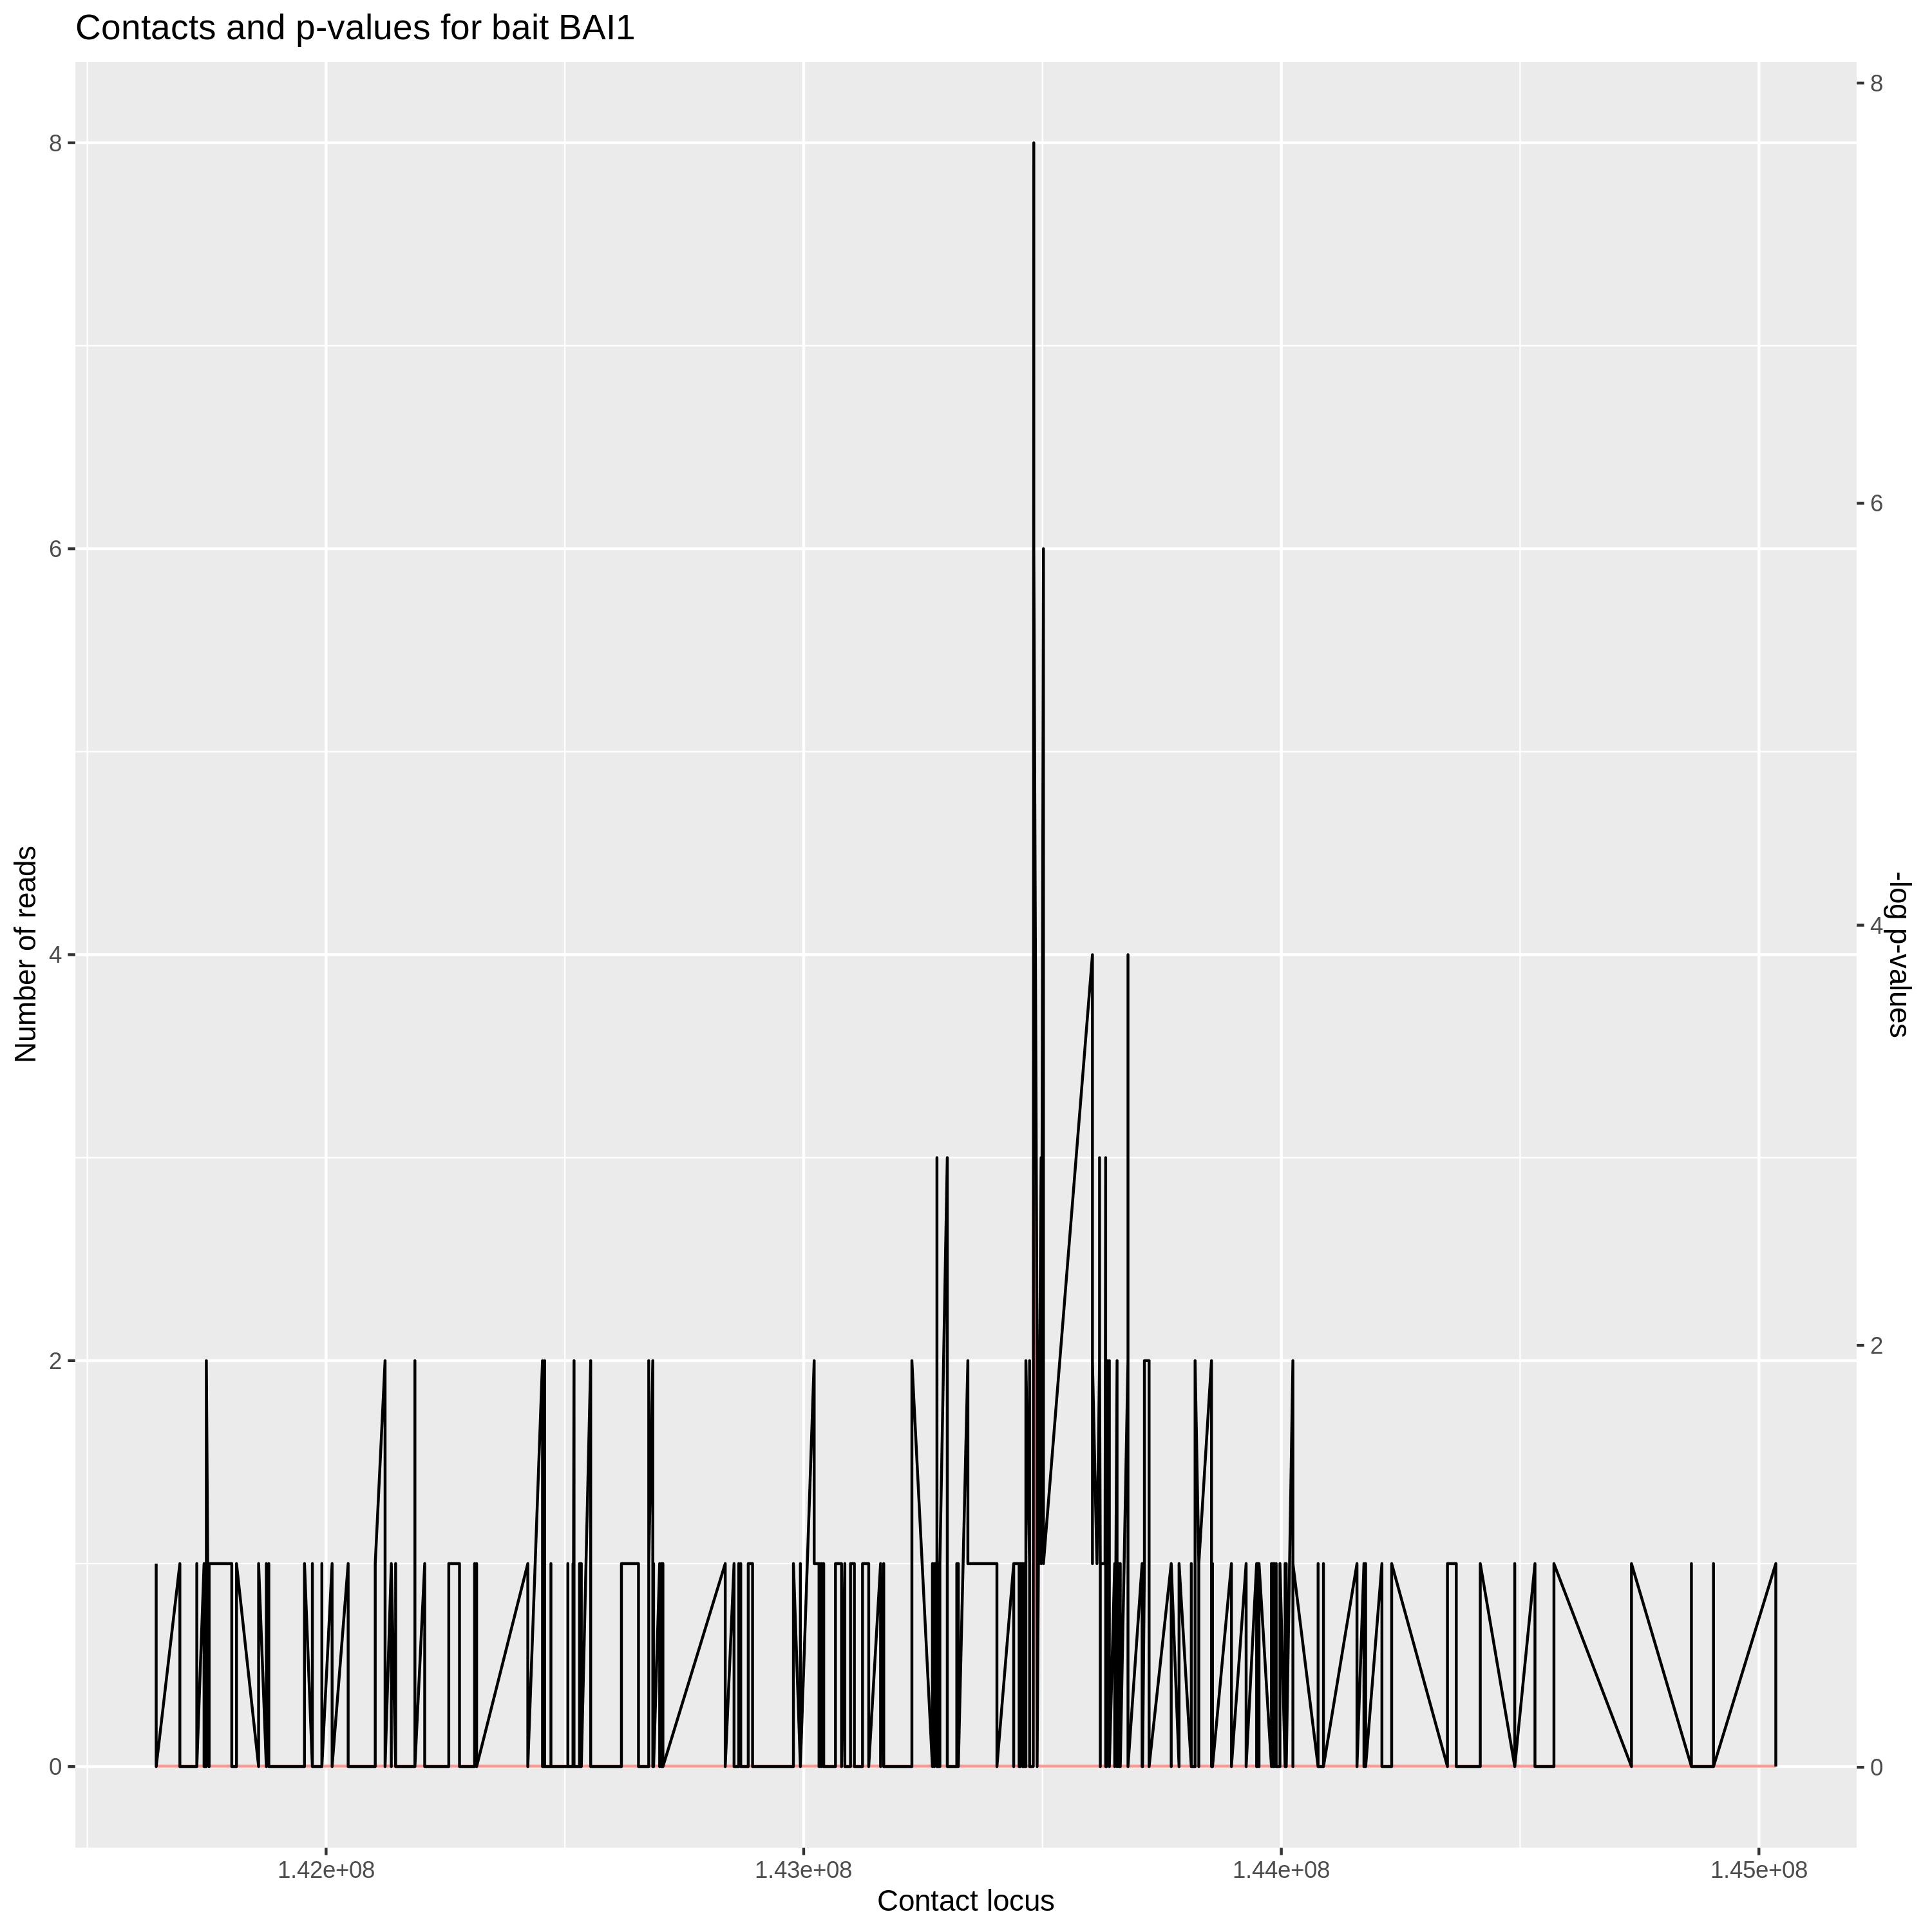 Contacts and p-values for bait BAI1
8
6
4
2
0
Number of reads
8
6
4
2
0
-log p-values
1.42e+08
1.43e+08
1.44e+08
1.45e+08
Contact locus